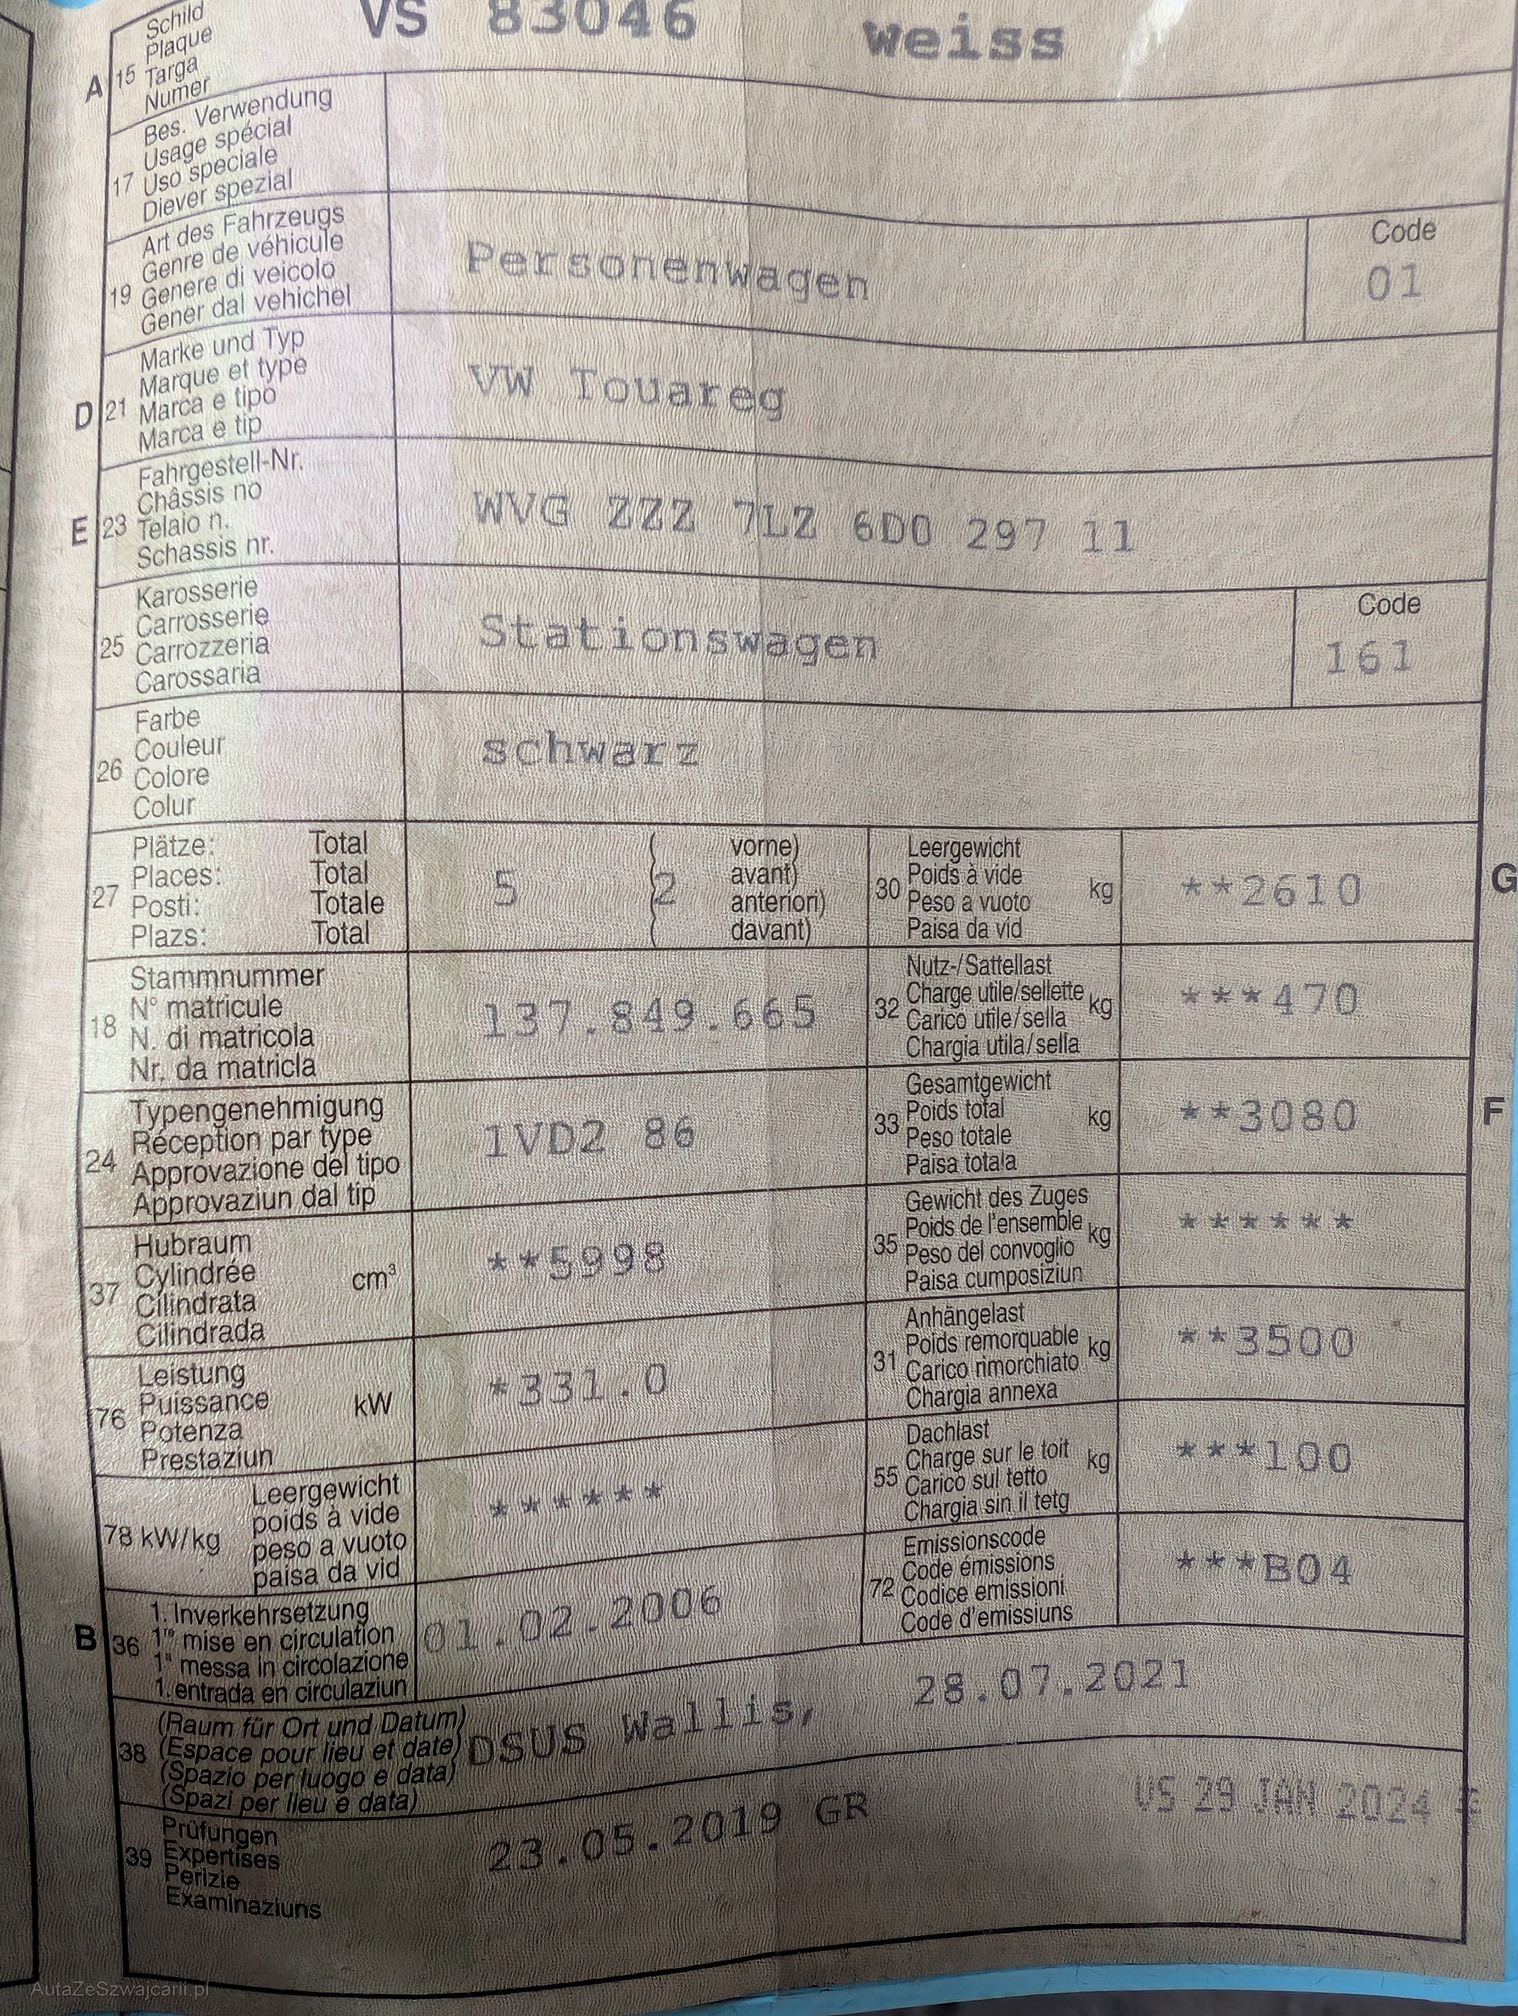 Schild
Plaque
A 15 Targa
Numer
VS 83046 weiss
Bes. Verwendung
Usage spécial
17 Uso speciale
Diever spezial
Art des Fahrzeugs
Genre de véhicule
19 Genere di veicolo
Gener dal vehichel
Personenwagen
Code
01
Marke und Typ
Marque et type
D 21 Marca e tipo
Marca e tip
VW Touareg
Fahrgestell-Nr.
Châssis no
E 23 Telaio n.
Schassis nr.
WVG ZZZ 7LZ 6D0 297 11
Karosserie
Carrosserie
25 Carrozzeria
Carossaria
Stationswagen
Code
161
Farbe
Couleur
26 Colore
Colur
schwarz
Plätze: Total
Places: Total
27 Posti: Totale
Plazs: Total
5 (2 vorne)
avant)
anteriori)
davant)
Leergewicht
Poids à vide
30 Peso a vuoto kg
Paisa da vid
**2610
G
Stammnummer
N° matricule
18 N. di matricola
Nr. da matricla
137.849.665
Nutz-/Sattellast
Charge utile/sellette
32 Carico utile/sella kg
Chargia utila/sella
***470
Typengenehmigung
Réception par type
24 Approvazione del tipo
Approvaziun dal tip
1VD2 86
Gesamtgewicht
Poids total
33 Peso totale kg
Paisa totala
**3080
F
Hubraum
Cylindrée
37 Cilindrata cm³
Cilindrada
**5998
Gewicht des Zuges
Poids de l'ensemble
35 Peso del convoglio kg
Paisa cumposiziun
******
Leistung
Puissance
76 Potenza kW
Prestaziun
*331.0
Anhängelast
Poids remorquable
31 Carico rimorchiato kg
Chargia annexa
**3500
Leergewicht
poids à vide
78 kW/kg peso a vuoto
paisa da vid
******
Dachlast
Charge sur le toit
55 Carico sul tetto kg
Chargia sin il tetg
***100
1. Inverkehrsetzung
1re mise en circulation
B 36 1a messa in circolazione
1. entrada en circulaziun
01.02.2006
Emissionscode
Code émissions
72 Codice emissioni
Code d'emissiuns
***B04
(Raum für Ort und Datum)
(Espace pour lieu et date)
38 (Spazio per luogo e data)
(Spazi per lieu e data)
DSUS Wallis, 28.07.2021
Prüfungen
39 Expertises
Perizie
Examinaziuns
23.05.2019 GR
VS 29 JAN 2024
AutaZeSzwajcarii.pl